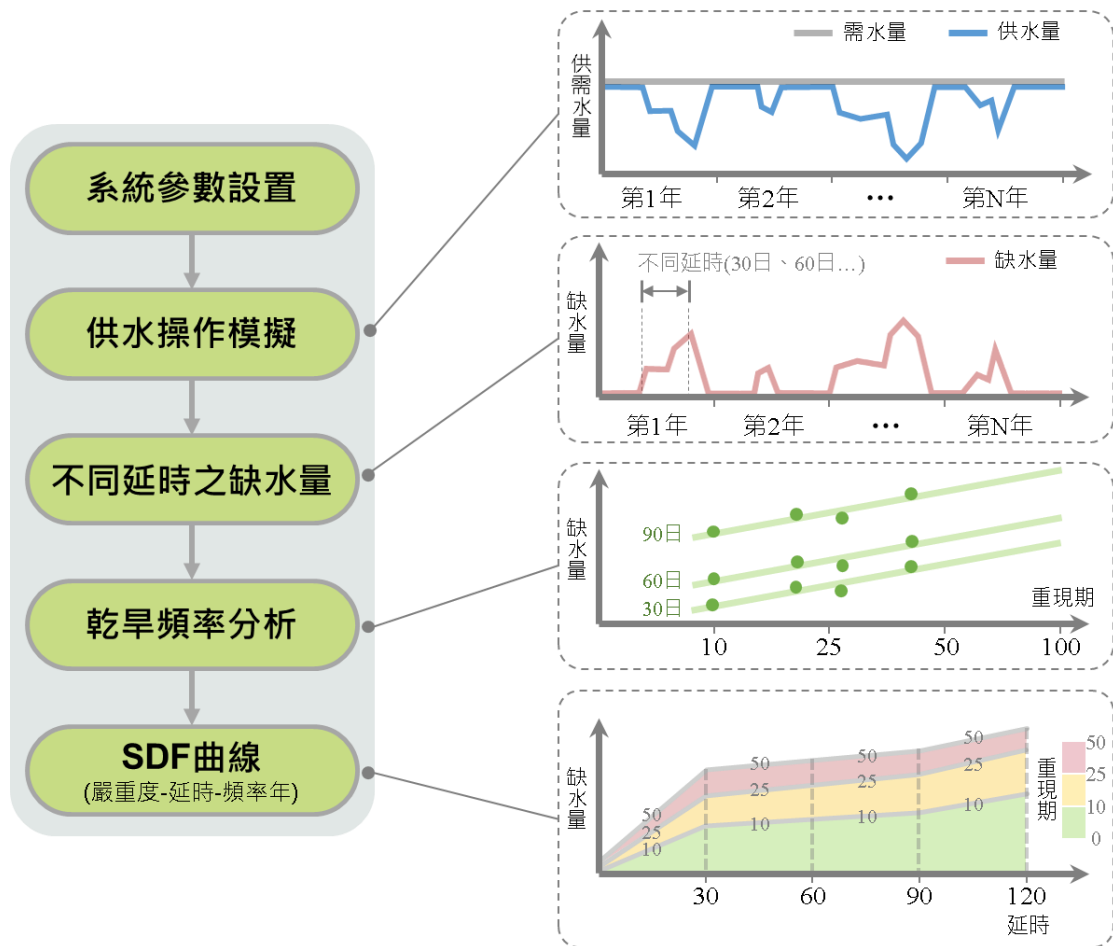 系統參數設置
供水操作模擬
不同延時之缺水量
乾旱頻率分析
SDF曲線
(嚴重度-延時-頻率年)
需水量 供水量
供需水量
第1年 第2年 … 第N年
不同延時(30日、60日...) 缺水量
缺水量
第1年 第2年 … 第N年
缺水量
90日
60日
30日
重現期
10 25 50 100
缺水量
50 50 50
25 25 25
10 10 10
50
25
10
重現期
50
25
10
0
30 60 90 120
延時